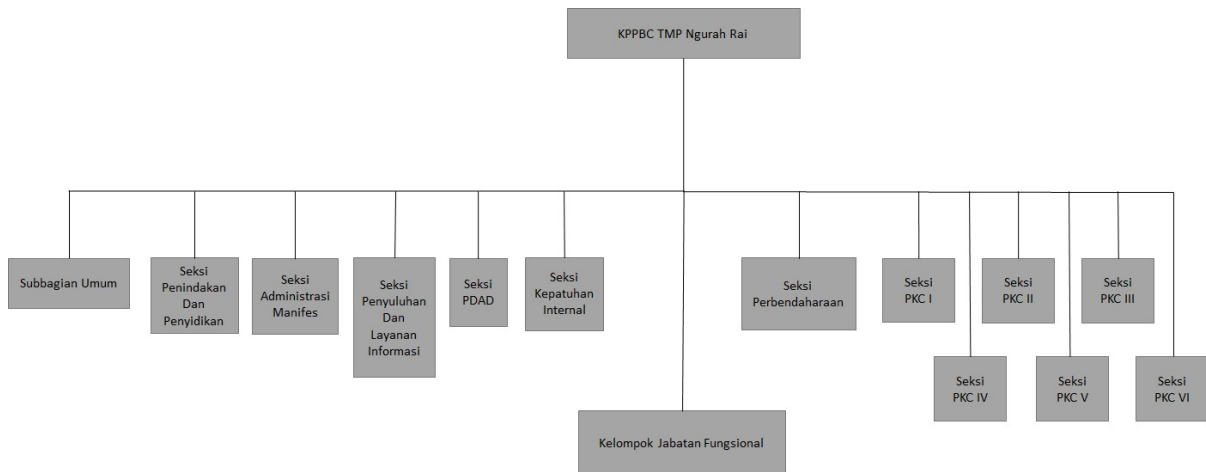 KPPBC TMP Ngurah Rai
Subbagian Umum
Seksi
Penindakan
Dan
Penyidikan
Seksi
Administrasi
Manifes
Seksi
Penyuluhan
Dan
Layanan
Informasi
Seksi
PDAD
Seksi
Kepatuhan
Internal
Seksi
Perbendaharaan
Seksi
PKC I
Seksi
PKC II
Seksi
PKC III
Seksi
PKC IV
Seksi
PKC V
Seksi
PKC VI
Kelompok Jabatan Fungsional